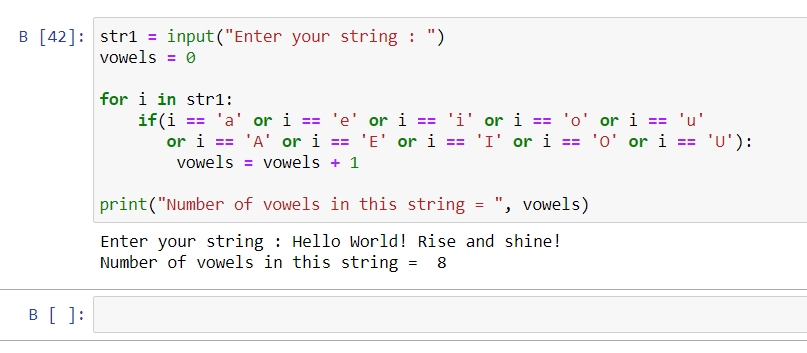 B [42]: str1 = input("Enter your string : ")
vowels = 0
for i in str1:
if(i == 'a' or i == 'e' or i == 'i' or i == 'o' or i == 'u'
or i == 'A' or i == 'E' or i == 'I' or i == 'O' or i == 'U'):
vowels = vowels + 1
print("Number of vowels in this string = ", vowels)
Enter your string : Hello World! Rise and shine!
Number of vowels in this string =  8
B [ ]: